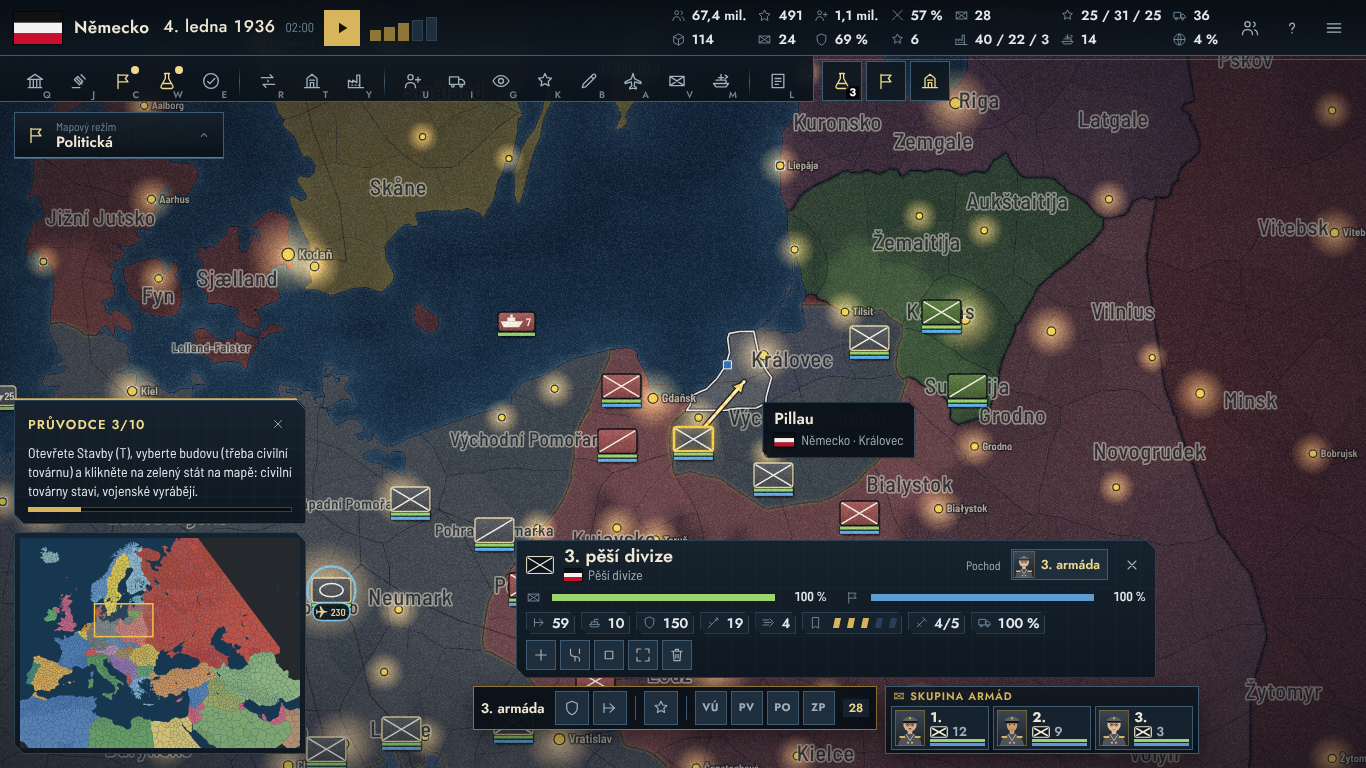 Německo 4. ledna 1936 02:00
67,4 mil. 491 1,1 mil. 57 % 28 25 / 31 / 25 36
114 24 69 % 6 40 / 22 / 3 14 4 %
Q J C W E R T Y U I G K B A V M L
3
Mapový režim
Politická
Pskov
Aalborg
Riga
Kuronsko
Zemgale
Latgale
Liepāja
Skåne
Aarhus
Jižní Jutsko
Aukštaitija
Žemaitija
Vitebsk
Kodaň
Sjælland
Fyn
7
Tilsit
Vilnius
Lolland-Falster
Královec
Kiel
25
Gdaňsk
Minsk
Grodno
Východní Pomořan
Pillau
Německo · Královec
Grodno
Novogrudek
Bobrujsk
PRŮVODCE 3/10
Otevřete Stavby (T), vyberte budovu (třeba civilní
továrnu) a klikněte na zelený stát na mapě: civilní
továrny staví, vojenské vyrábějí.
Bialystok
Białystok
Toruň
3. pěší divize
Pěší divize
Pochod
3. armáda
100 % 100 %
59 10 150 19 4 4/5 100 %
230
Neumark
Žytomyr
3. armáda
VÚ PV PO ZP 28
SKUPINA ARMÁD
1. 12
2. 9
3. 3
Vratislav
Kielce